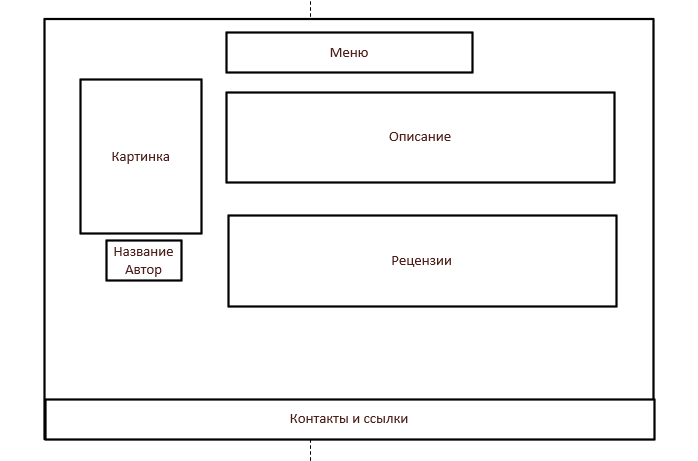 Меню
Картинка
Описание
Название
Автор
Рецензии
Контакты и ссылки